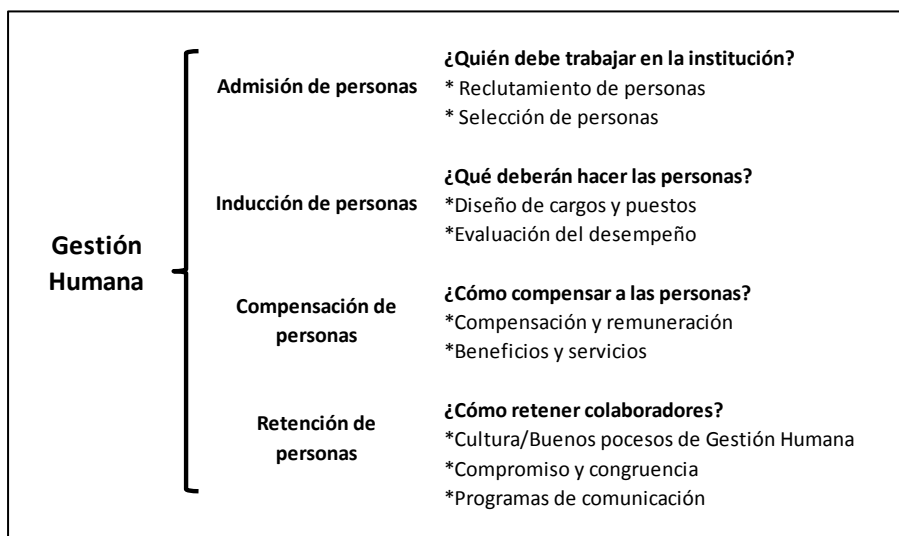 Gestión
Humana
Admisión de personas
¿Quién debe trabajar en la institución?
* Reclutamiento de personas
* Selección de personas
Inducción de personas
¿Qué deberán hacer las personas?
*Diseño de cargos y puestos
*Evaluación del desempeño
Compensación de
personas
¿Cómo compensar a las personas?
*Compensación y remuneración
*Beneficios y servicios
Retención de
personas
¿Cómo retener colaboradores?
*Cultura/Buenos pocesos de Gestión Humana
*Compromiso y congruencia
*Programas de comunicación